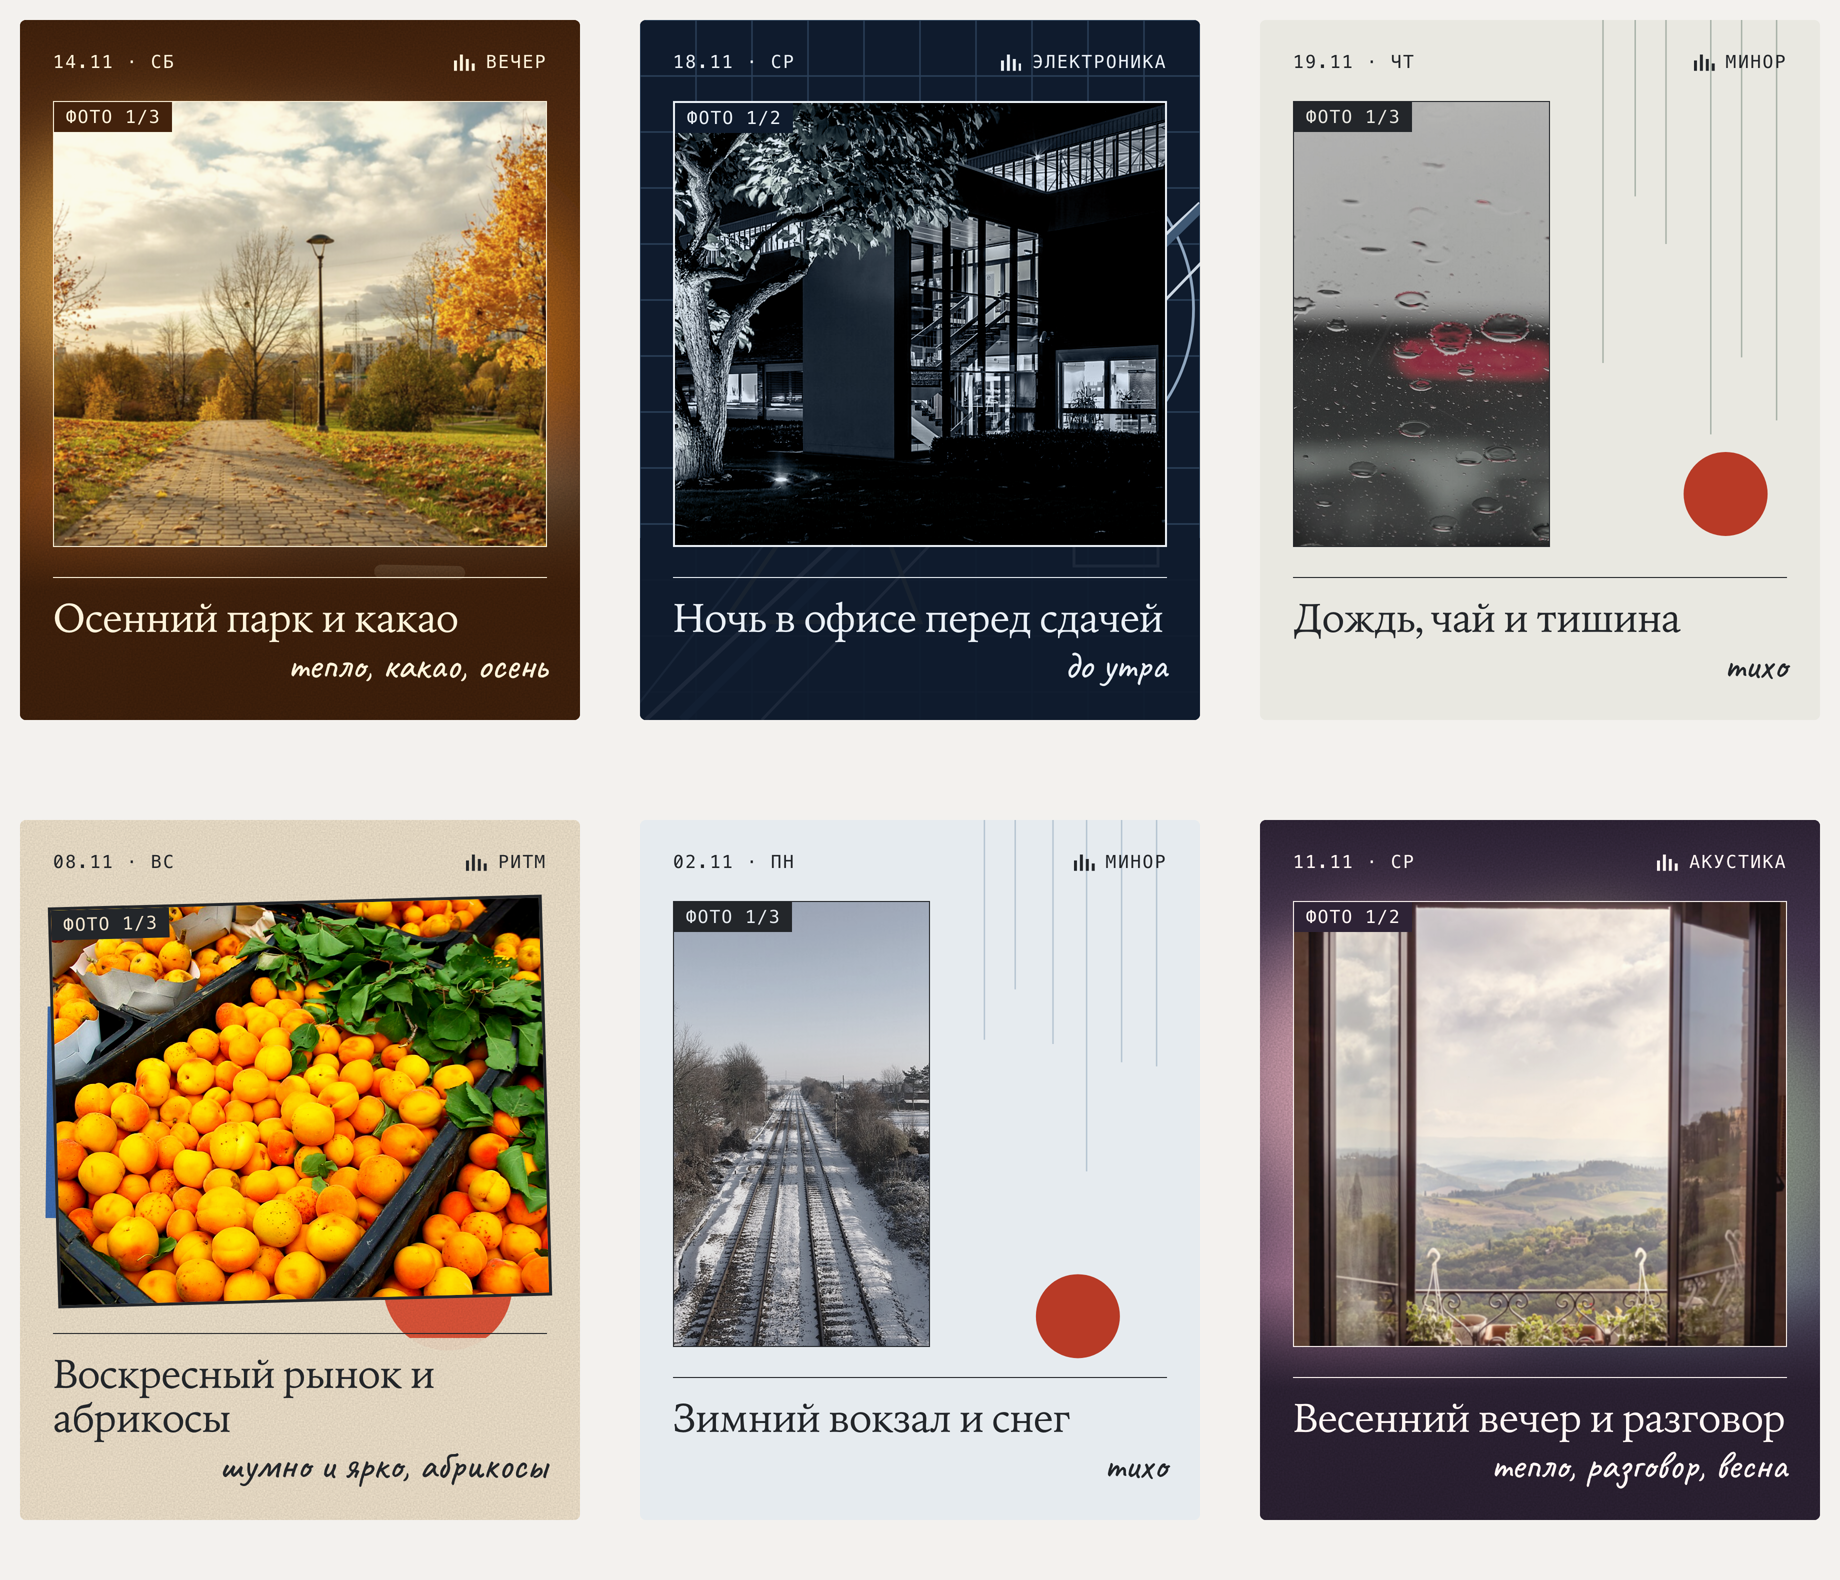 14.11 · СБ
ВЕЧЕР
ФОТО 1/3
Осенний парк и какао
тепло, какао, осень
18.11 · СР
ЭЛЕКТРОНИКА
ФОТО 1/2
Ночь в офисе перед сдачей
до утра
19.11 · ЧТ
МИНОР
ФОТО 1/3
Дождь, чай и тишина
тихо
08.11 · ВС
РИТМ
ФОТО 1/3
Воскресный рынок и
абрикосы
шумно и ярко, абрикосы
02.11 · ПН
МИНОР
ФОТО 1/3
Зимний вокзал и снег
тихо
11.11 · СР
АКУСТИКА
ФОТО 1/2
Весенний вечер и разговор
тепло, разговор, весна